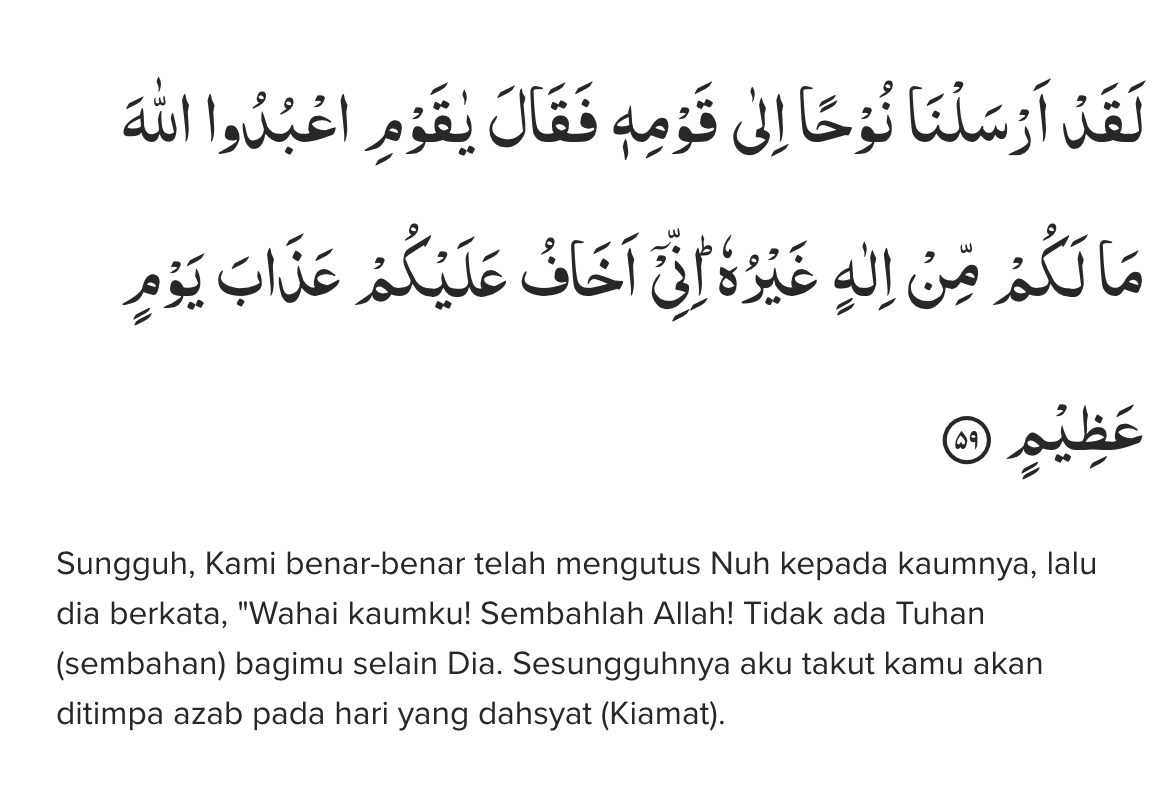 لَقَدْ اَرْسَلْنَا نُوْحًا اِلٰى قَوْمِهٖ فَقَالَ يٰقَوْمِ اعْبُدُوا اللّٰهَ
مَا لَكُمْ مِّنْ اِلٰهٍ غَيْرُهٗ ۗاِنِّيْٓ اَخَافُ عَلَيْكُمْ عَذَابَ يَوْمٍ
عَظِيْمٍ ۵۹
Sungguh, Kami benar-benar telah mengutus Nuh kepada kaumnya, lalu
dia berkata, "Wahai kaumku! Sembahlah Allah! Tidak ada Tuhan
(sembahan) bagimu selain Dia. Sesungguhnya aku takut kamu akan
ditimpa azab pada hari yang dahsyat (Kiamat).